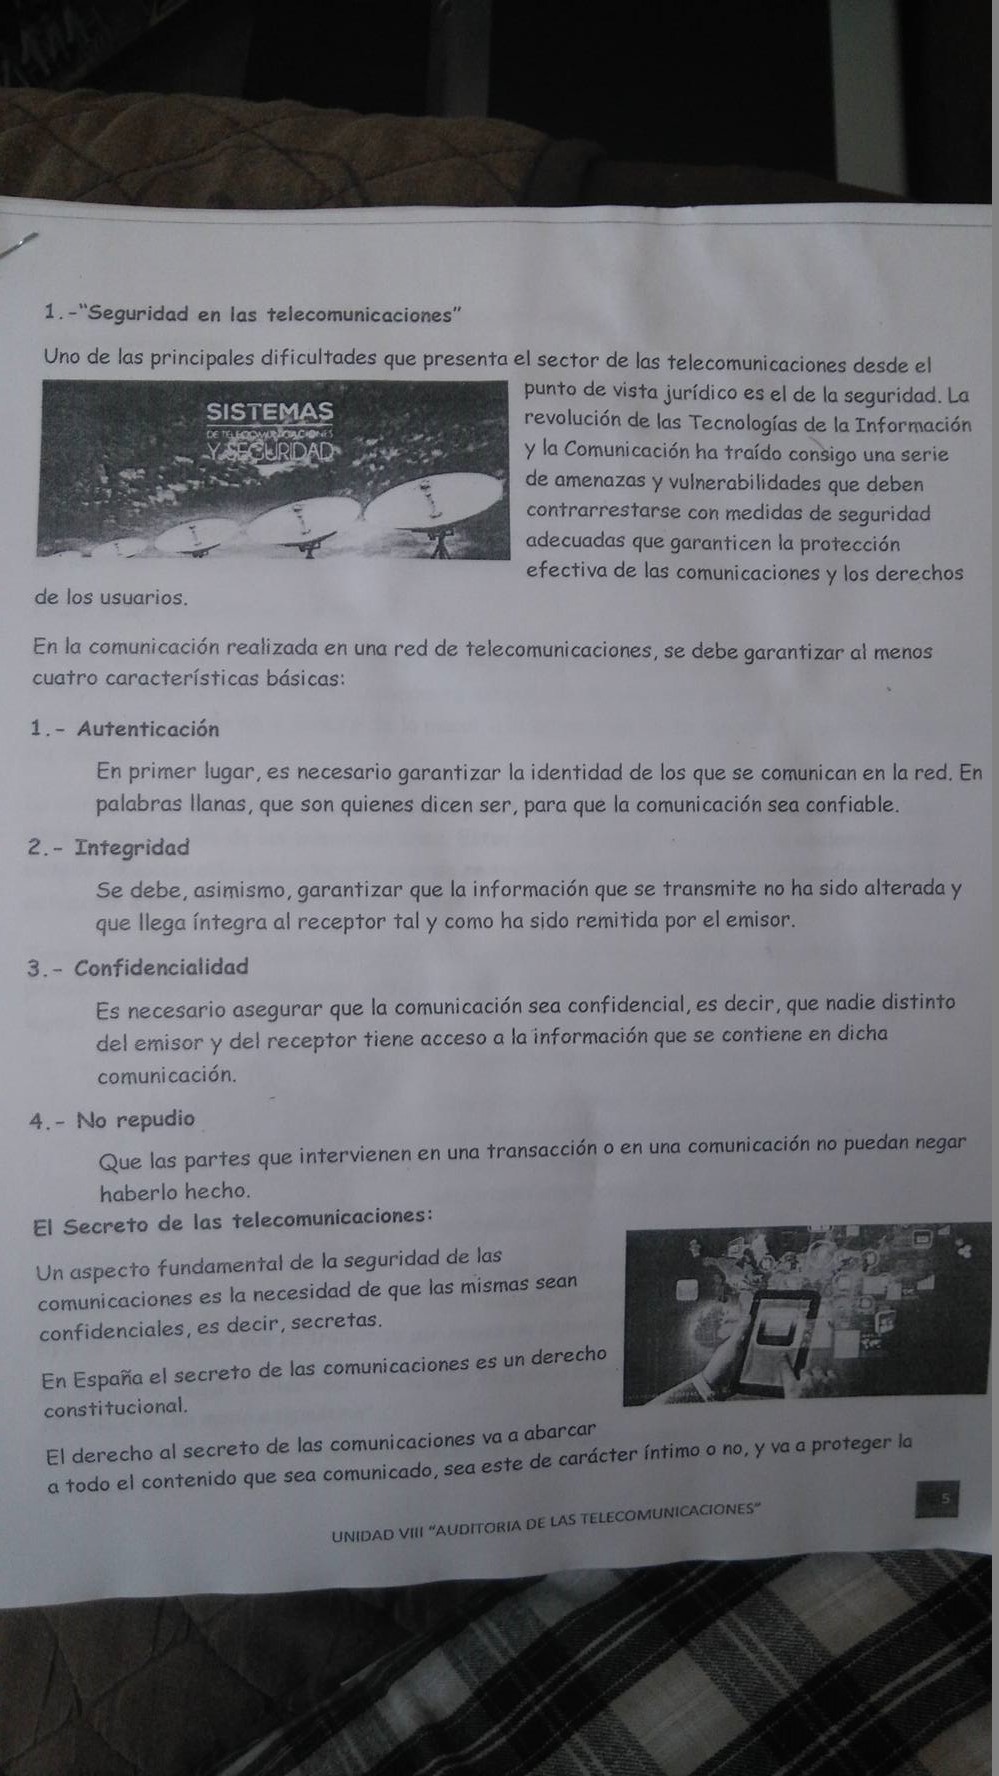 1.-"Seguridad en las telecomunicaciones"
Uno de las principales dificultades que presenta el sector de las telecomunicaciones desde el
punto de vista jurídico es el de la seguridad. La
revolución de las Tecnologías de la Información
y la Comunicación ha traído consigo una serie
de amenazas y vulnerabilidades que deben
contrarrestarse con medidas de seguridad
adecuadas que garanticen la protección
efectiva de las comunicaciones y los derechos
de los usuarios.
SISTEMAS
DE TELECOMUNICACIONES
Y SEGURIDAD
En la comunicación realizada en una red de telecomunicaciones, se debe garantizar al menos
cuatro características básicas:
1.- Autenticación
En primer lugar, es necesario garantizar la identidad de los que se comunican en la red. En
palabras llanas, que son quienes dicen ser, para que la comunicación sea confiable.
2.- Integridad
Se debe, asimismo, garantizar que la información que se transmite no ha sido alterada y
que llega íntegra al receptor tal y como ha sido remitida por el emisor.
3.- Confidencialidad
Es necesario asegurar que la comunicación sea confidencial, es decir, que nadie distinto
del emisor y del receptor tiene acceso a la información que se contiene en dicha
comunicación.
4.- No repudio
Que las partes que intervienen en una transacción o en una comunicación no puedan negar
haberlo hecho.
El Secreto de las telecomunicaciones:
Un aspecto fundamental de la seguridad de las
comunicaciones es la necesidad de que las mismas sean
confidenciales, es decir, secretas.
En España el secreto de las comunicaciones es un derecho
constitucional.
El derecho al secreto de las comunicaciones va a abarcar
a todo el contenido que sea comunicado, sea este de carácter íntimo o no, y va a proteger la
5
UNIDAD VIII "AUDITORIA DE LAS TELECOMUNICACIONES"